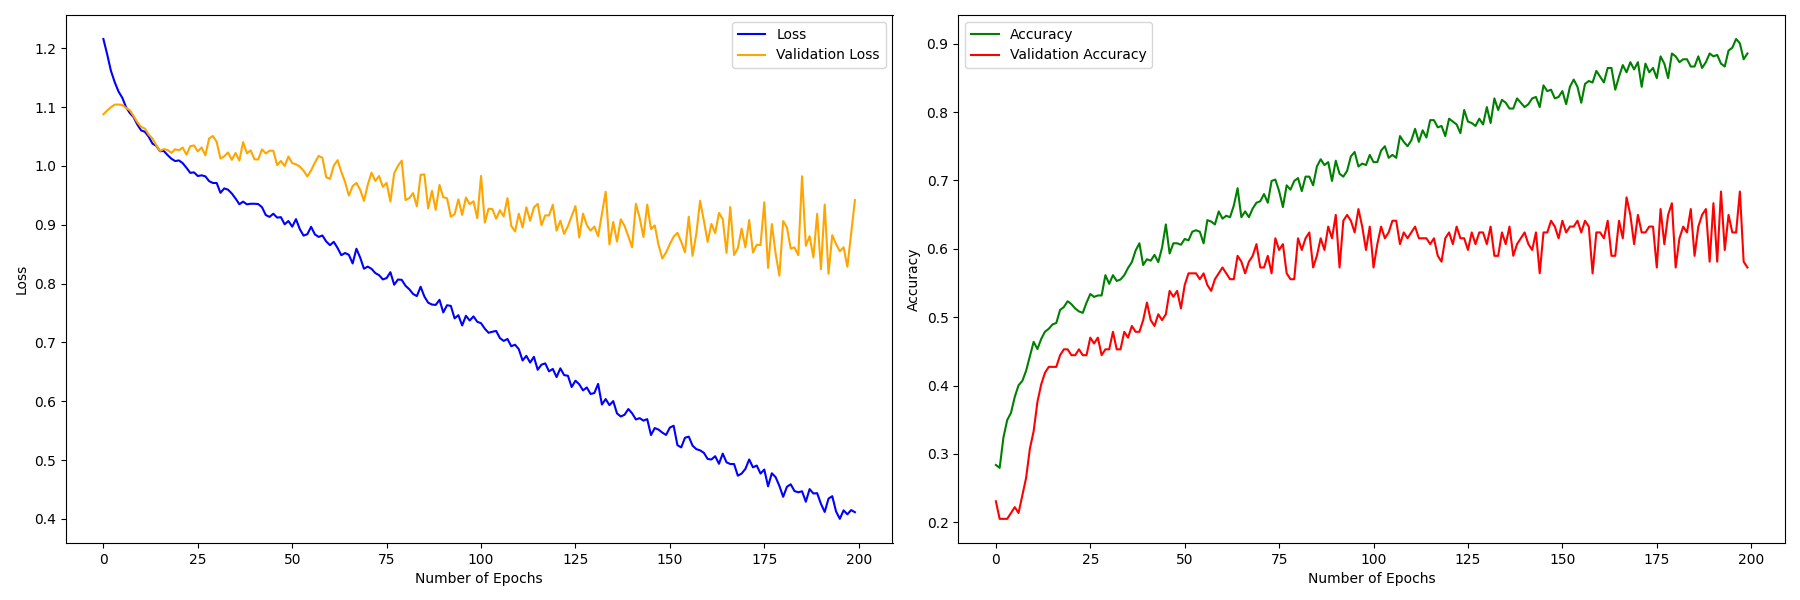 1.2
1.1
1.0
0.9
0.8
0.7
0.6
0.5
0.4
Loss
0 25 50 75 100 125 150 175 200
Number of Epochs
Loss
Validation Loss
0.9
0.8
0.7
0.6
0.5
0.4
0.3
0.2
Accuracy
0 25 50 75 100 125 150 175 200
Number of Epochs
Accuracy
Validation Accuracy